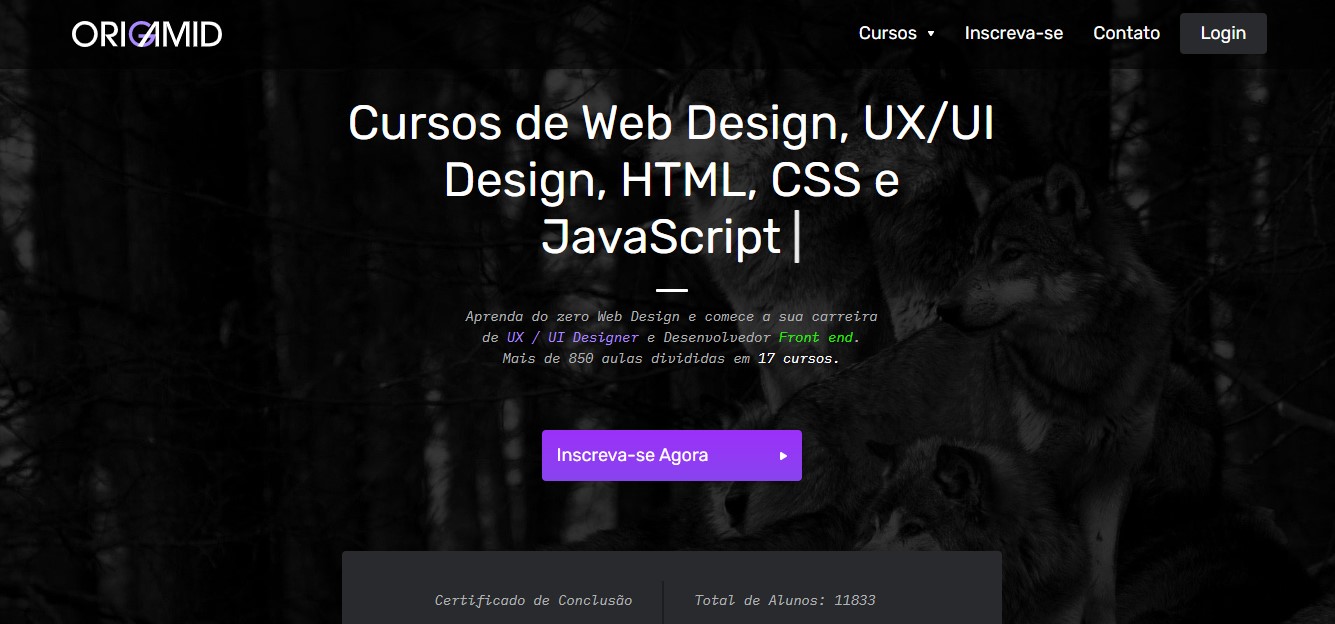 ORIGAMID
Cursos Inscreva-se Contato Login
Cursos de Web Design, UX/UI
Design, HTML, CSS e
JavaScript |
Aprenda do zero Web Design e comece a sua carreira
de UX / UI Designer e Desenvolvedor Front end.
Mais de 850 aulas divididas em 17 cursos.
Inscreva-se Agora
Certificado de Conclusão
Total de Alunos: 11833